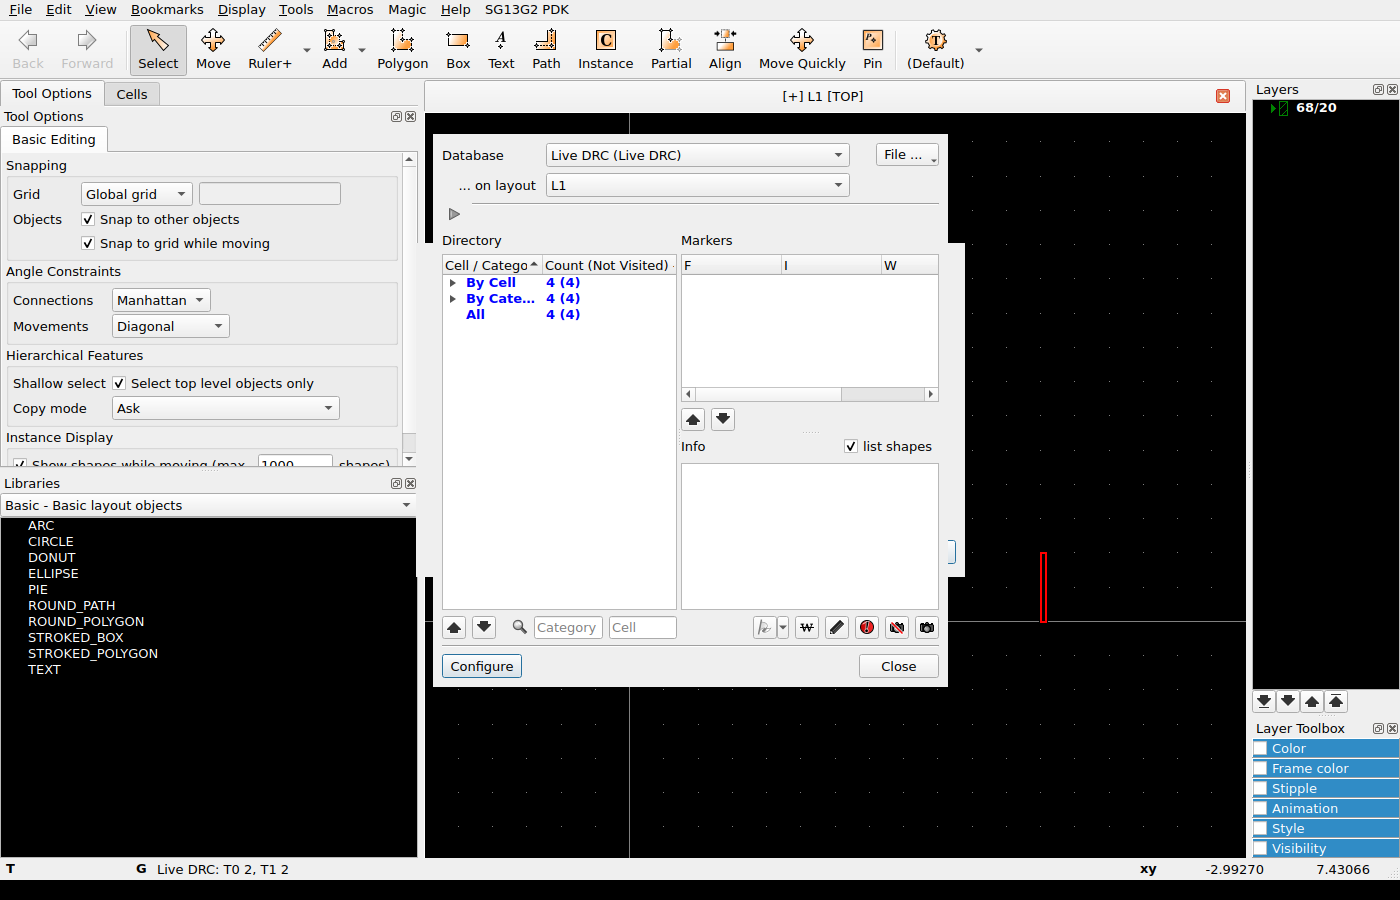 File Edit View Bookmarks Display Tools Macros Magic Help SG13G2 PDK
Back Forward Select Move Ruler+ Add Polygon Box Text Path Instance Partial Align Move Quickly Pin (Default)
Tool Options Cells
Tool Options
Basic Editing
Snapping
Grid Global grid
Objects Snap to other objects
Snap to grid while moving
Angle Constraints
Connections Manhattan
Movements Diagonal
Hierarchical Features
Shallow select Select top level objects only
Copy mode Ask
Instance Display
Show shapes while moving (max 1000 shapes)
Libraries
Basic - Basic layout objects
ARC
CIRCLE
DONUT
ELLIPSE
PIE
ROUND_PATH
ROUND_POLYGON
STROKED_BOX
STROKED_POLYGON
TEXT
[+] L1 [TOP]
Database Live DRC (Live DRC) File ...
... on layout L1
Directory
Cell / Catego Count (Not Visited)
By Cell 4 (4)
By Cate... 4 (4)
All 4 (4)
Markers
F I W
Info list shapes
Category Cell W
Configure Close
Layers
68/20
Layer Toolbox
Color
Frame color
Stipple
Animation
Style
Visibility
T G Live DRC: T0 2, T1 2 xy -2.99270 7.43066